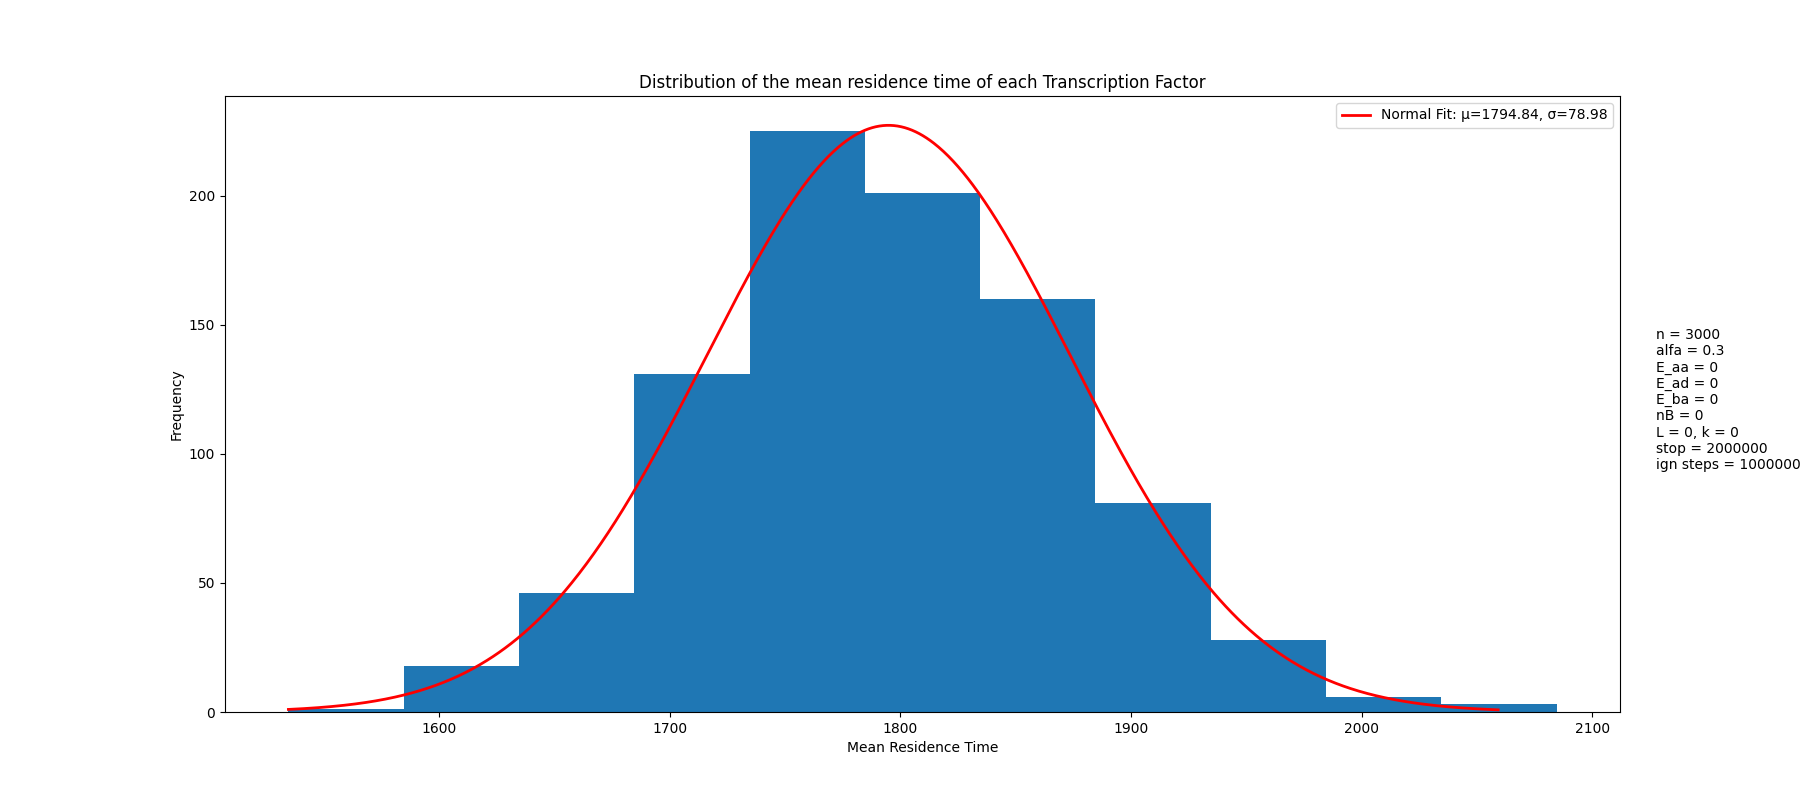 Distribution of the mean residence time of each Transcription Factor
Normal Fit: μ=1794.84, σ=78.98
200
150
100
50
0
Frequency
1600 1700 1800 1900 2000 2100
Mean Residence Time
n = 3000
alfa = 0.3
E_aa = 0
E_ad = 0
E_ba = 0
nB = 0
L = 0, k = 0
stop = 2000000
ign steps = 1000000